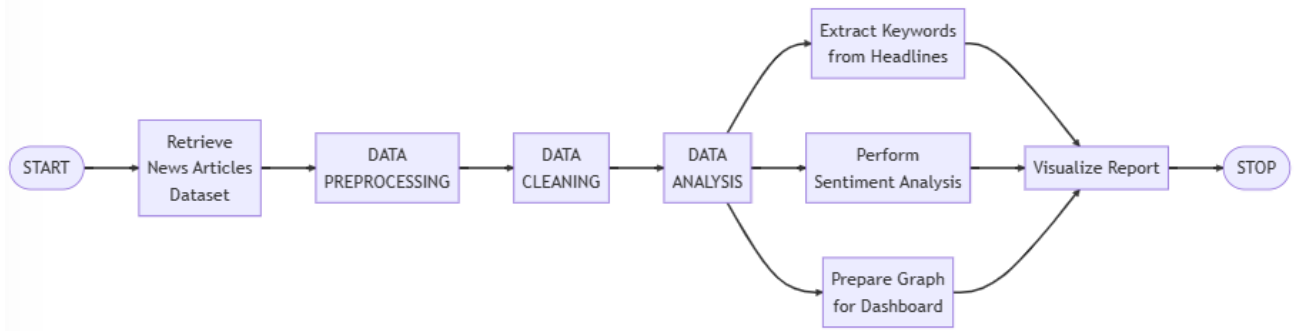 START
Retrieve
News Articles
Dataset
DATA
PREPROCESSING
DATA
CLEANING
DATA
ANALYSIS
Extract Keywords
from Headlines
Perform
Sentiment Analysis
Prepare Graph
for Dashboard
Visualize Report
STOP